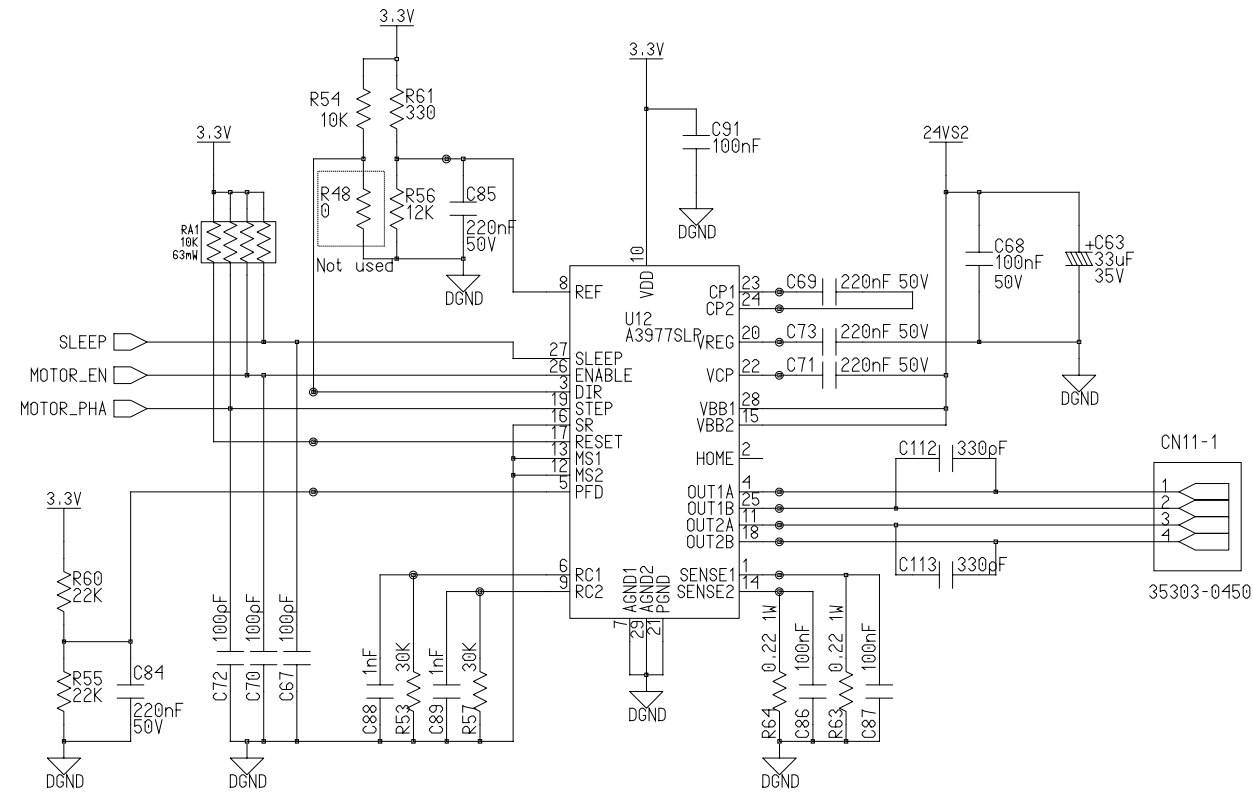 3.3V
R54
10K
R61
330
3.3V
C91
100nF
DGND
24VS2
3.3V
RA1
10K
63mW
R48
0
Not used
R56
12K
C85
220nF
50V
DGND
C68
100nF
50V
+C63
33uF
35V
DGND
10
VDD
U12
A3977SLP
8 REF
27 SLEEP
26 ENABLE
3 DIR
19 STEP
16 SR
17 RESET
13 MS1
12 MS2
5 PFD
6 RC1
9 RC2
CP1 23
CP2 24
VREG 20
VCP 22
VBB1 28
VBB2 15
HOME 2
OUT1A 4
OUT1B 25
OUT2A 11
OUT2B 18
SENSE1 1
SENSE2 14
AGND1
AGND2
PGND
7
29
21
DGND
C69 220nF 50V
C73 220nF 50V
C71 220nF 50V
SLEEP
MOTOR_EN
MOTOR_PHA
C112 330pF
C113 330pF
CN11-1
1
2
3
4
35303-0450
3.3V
R60
22K
R55
22K
C84
220nF
50V
DGND
C72 100pF
C70 100pF
C67 100pF
DGND
C88 1nF
R53 30K
C89 1nF
R57 30K
R64 0.22 1W
C86 100nF
R63 0.22 1W
C87 100nF
DGND